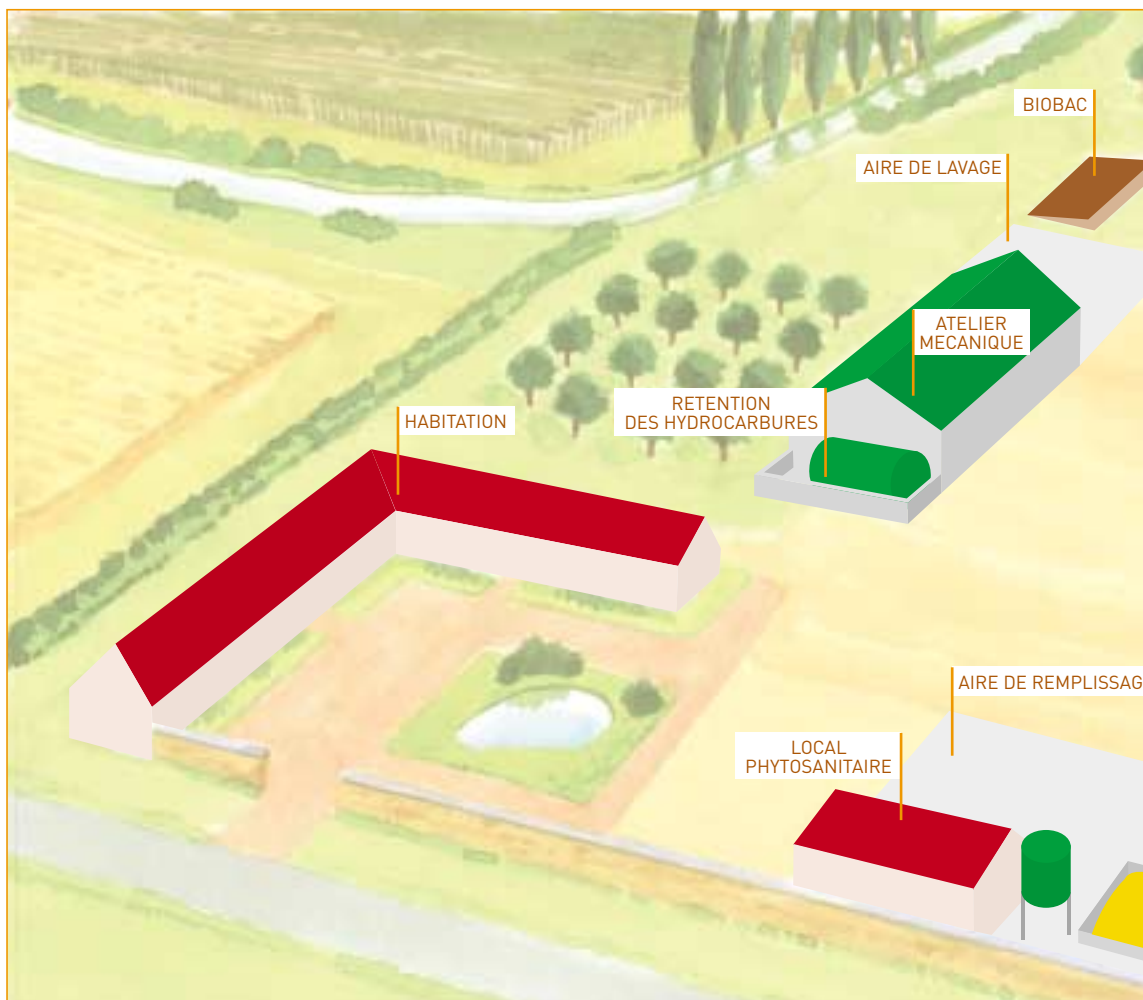 BIOBAC
AIRE DE LAVAGE
ATELIER
MECANIQUE
RETENTION
DES HYDROCARBURES
HABITATION
AIRE DE REMPLISSAG
LOCAL
PHYTOSANITAIRE